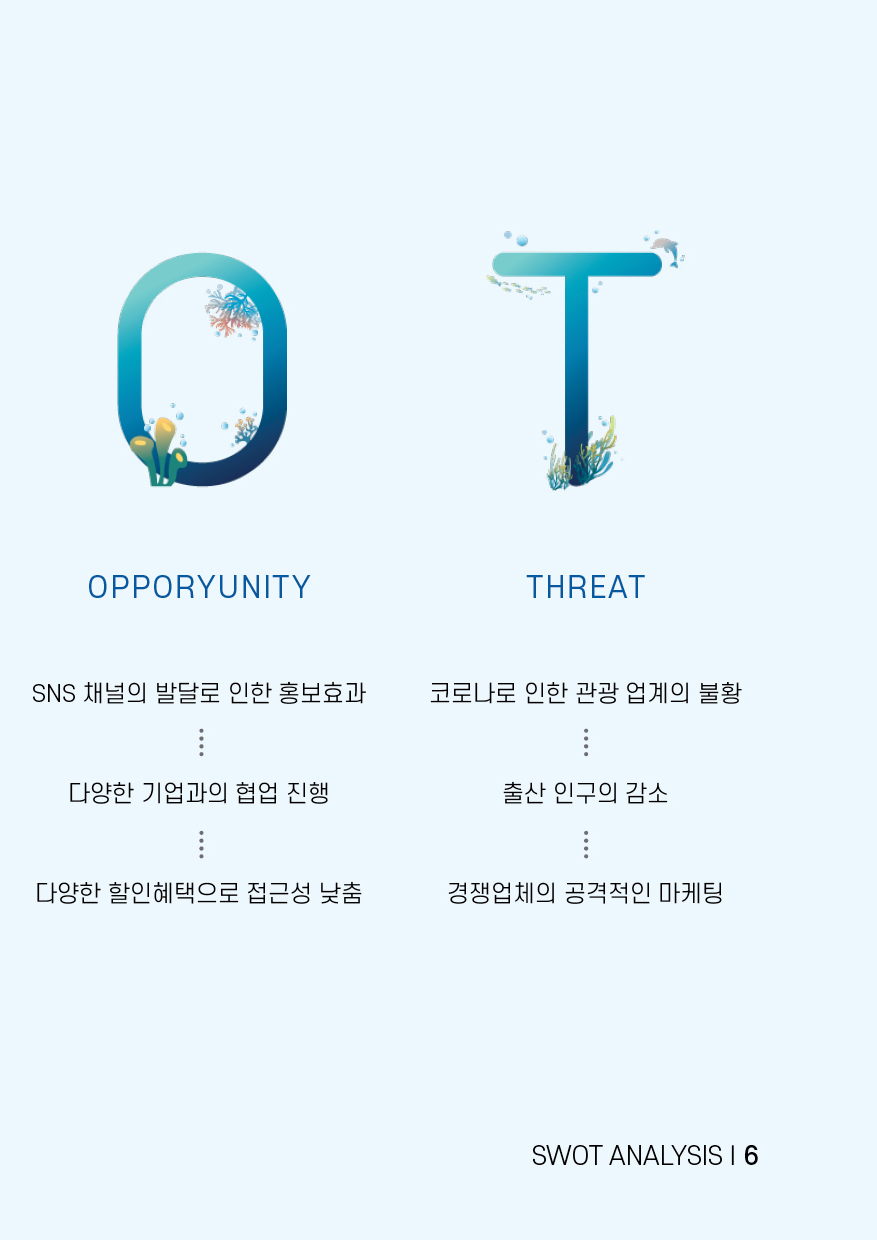 O
T
OPPORYUNITY
THREAT
SNS 채널의 발달로 인한 홍보효과
다양한 기업과의 협업 진행
다양한 할인혜택으로 접근성 낮춤
코로나로 인한 관광 업계의 불황
출산 인구의 감소
경쟁업체의 공격적인 마케팅
SWOT ANALYSIS | 6